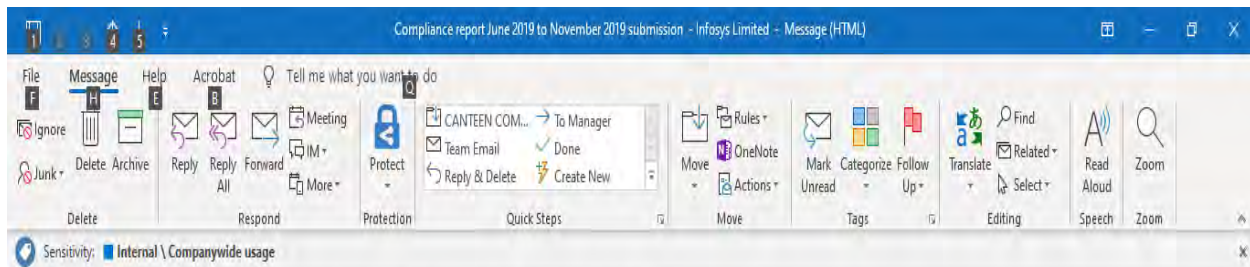 1 2 3 4 5 Compliance report June 2019 to November 2019 submission - Infosys Limited - Message (HTML) X
File Message Help Acrobat Tell me what you want to do
F H E B Q
Ignore Junk Delete Archive
Reply Reply All Forward Meeting IM More
Protect
CANTEEN COM... To Manager
Team Email Done
Reply & Delete Create New
Move Rules OneNote Actions
Mark Unread Categorize Follow Up
Translate Find Related Select
Read Aloud
Zoom
Delete Respond Protection Quick Steps Move Tags Editing Speech Zoom
Sensitivity: Internal \ Companywide usage X